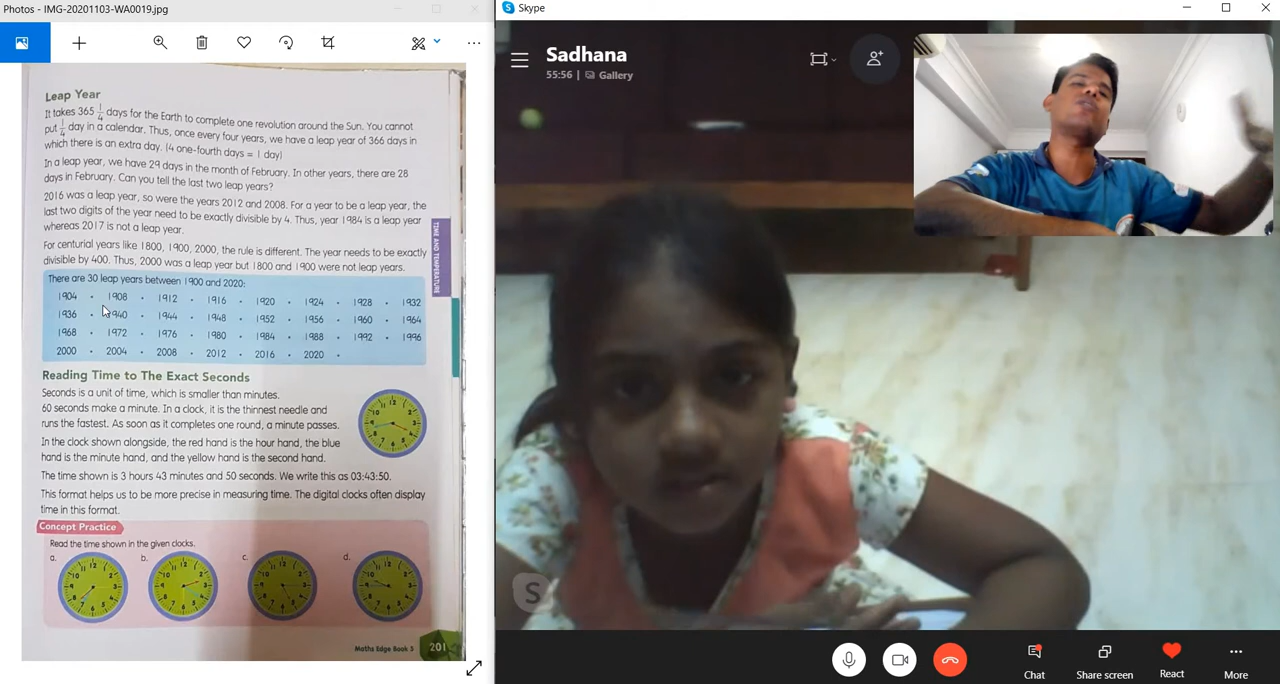 Photos - IMG-20201103-WA0019.jpg
Skype
Sadhana
55:56 | Gallery
Leap Year
It takes 365 1/4 days for the Earth to complete one revolution around the Sun. You cannot
put 1/4 day in a calendar. Thus, once every four years, we have a leap year of 366 days in
which there is an extra day. (4 one-fourth days = 1 day)
In a leap year, we have 29 days in the month of February. In other years, there are 28
days in February. Can you tell the last two leap years?
2016 was a leap year, so were the years 2012 and 2008. For a year to be a leap year, the
last two digits of the year need to be exactly divisible by 4. Thus, year 1984 is a leap year
whereas 2017 is not a leap year.
For centurial years like 1800, 1900, 2000, the rule is different. The year needs to be exactly
divisible by 400. Thus, 2000 was a leap year but 1800 and 1900 were not leap years.
There are 30 leap years between 1900 and 2020:
1904 • 1908 • 1912 • 1916 • 1920 • 1924 • 1928 • 1932
1936 • 1940 • 1944 • 1948 • 1952 • 1956 • 1960 • 1964
1968 • 1972 • 1976 • 1980 • 1984 • 1988 • 1992 • 1996
2000 • 2004 • 2008 • 2012 • 2016 • 2020 •
TIME AND TEMPERATURE
Reading Time to The Exact Seconds
Seconds is a unit of time, which is smaller than minutes.
60 seconds make a minute. In a clock, it is the thinnest needle and
runs the fastest. As soon as it completes one round, a minute passes.
In the clock shown alongside, the red hand is the hour hand, the blue
hand is the minute hand, and the yellow hand is the second hand.
The time shown is 3 hours 43 minutes and 50 seconds. We write this as 03:43:50.
This format helps us to be more precise in measuring time. The digital clocks often display
time in this format.
Concept Practice
Read the time shown in the given clocks.
a. b. c. d.
Maths Edge Book 3 201
S
Chat
Share screen
React
More